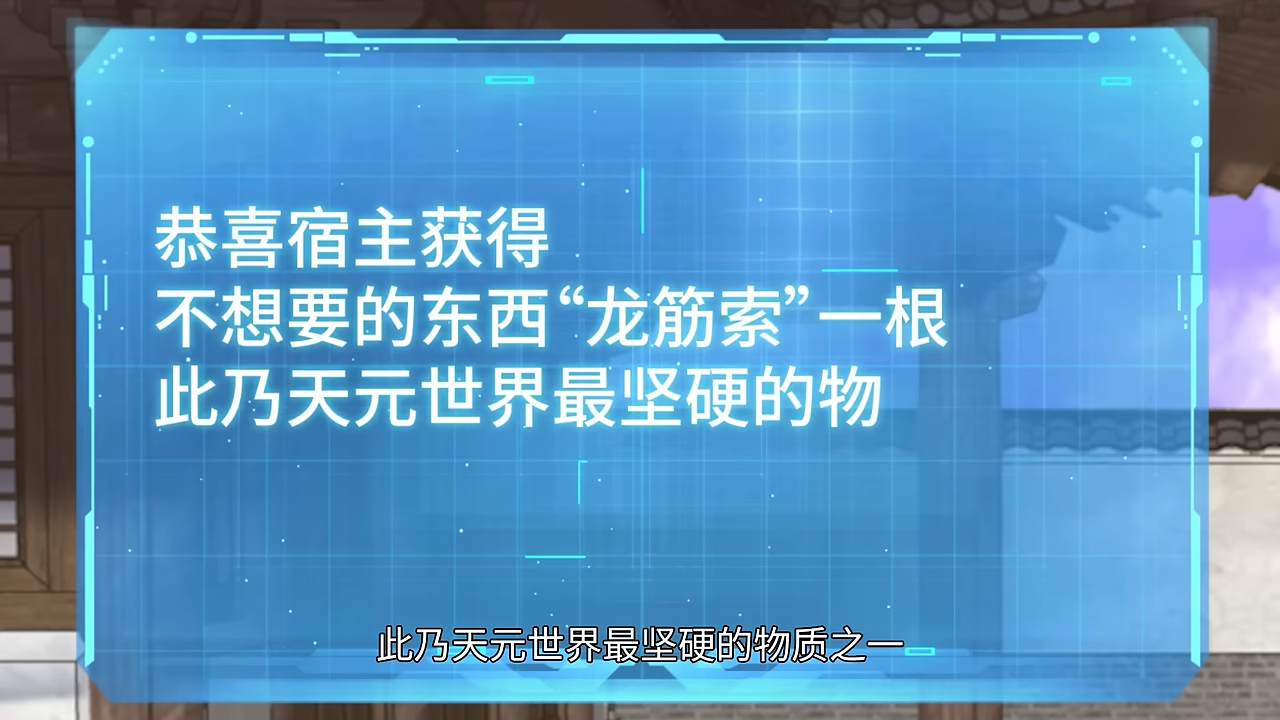 恭喜宿主获得
不想要的东西“龙筋索”一根
此乃天元世界最坚硬的物
此乃天元世界最坚硬的物质之一